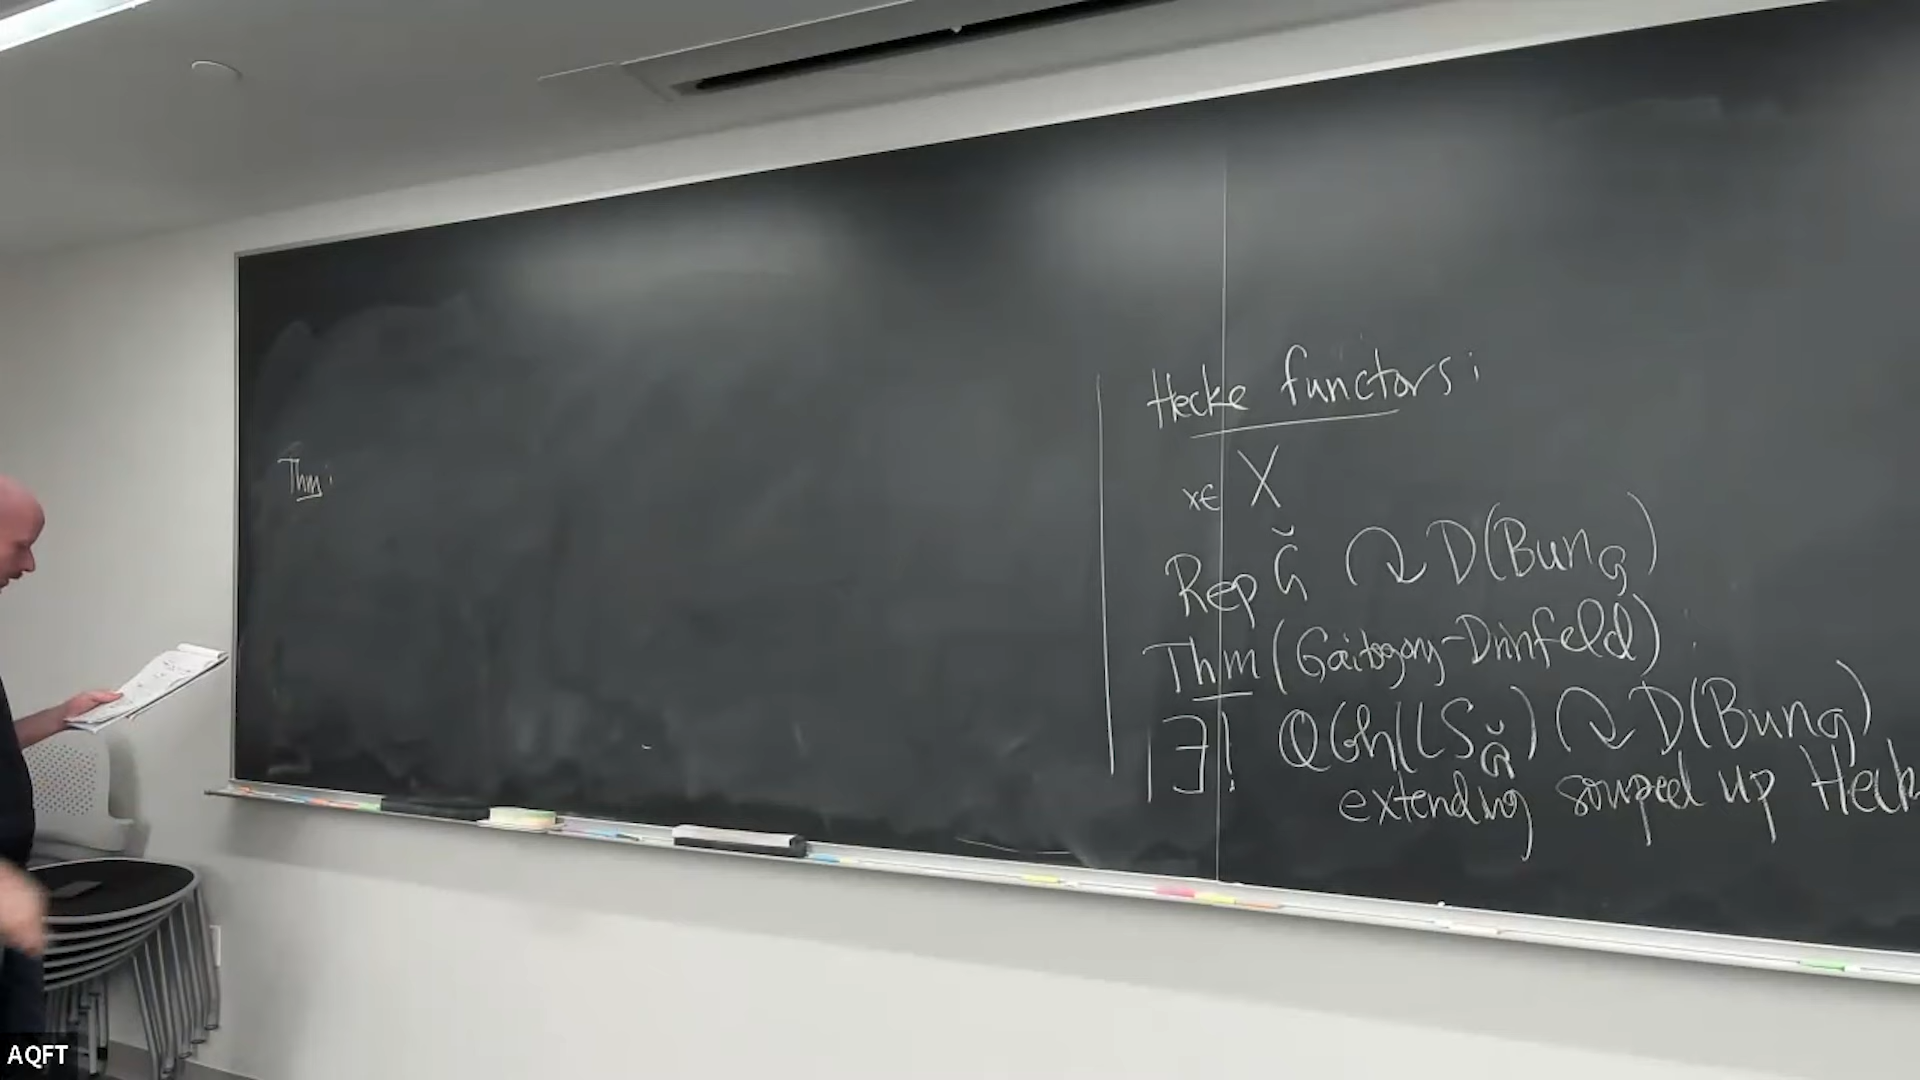 Thm:
Hecke functors:
x∈ X
Rep Ǧ ↷ D(Bun_G)
Thm (Gaitsgory-Drinfeld)
∃! QCoh(LS_Ǧ) ↷ D(Bun_G)
extending souped up Heck
AQFT